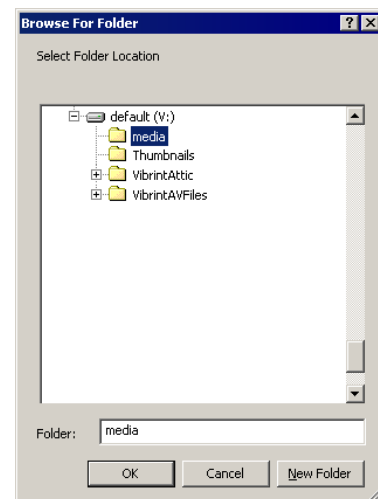 Browse For Folder
Select Folder Location
default (V:)
media
Thumbnails
VibrintAttic
VibrintAVFiles
Folder: media
OK Cancel New Folder